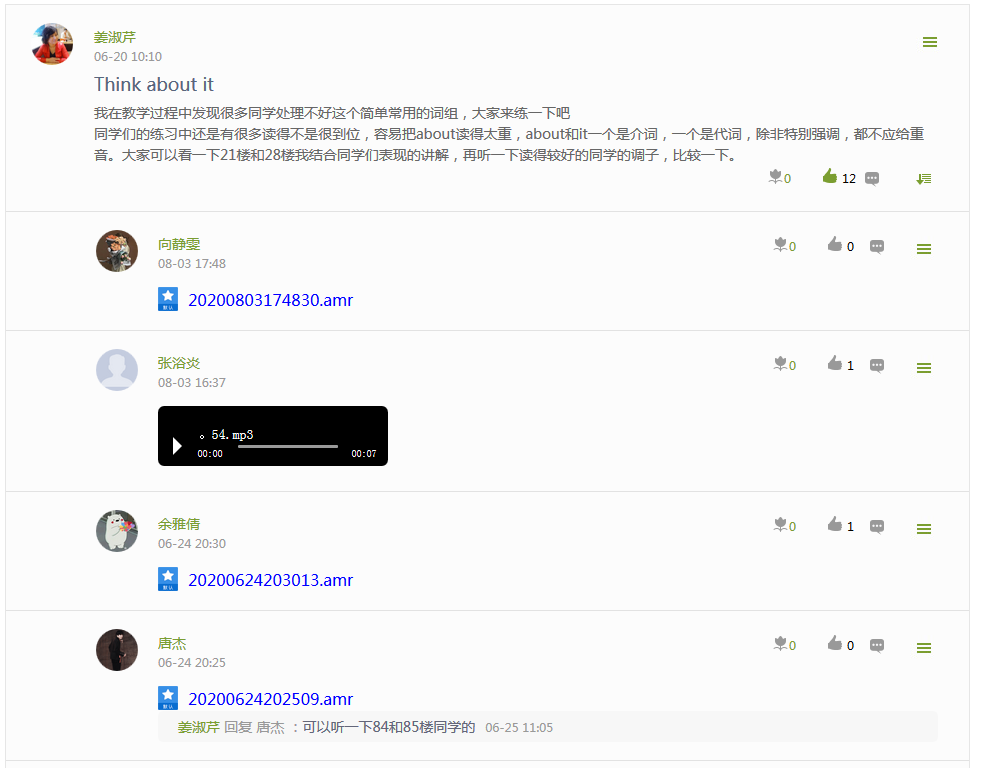 姜淑芹
06-20 10:10
Think about it
我在教学过程中发现很多同学处理不好这个简单常用的词组，大家来练一下吧
同学们的练习中还是有很多读得不是很到位，容易把about读得太重，about和it一个是介词，一个是代词，除非特别强调，都不应给重
音。大家可以看一下21楼和28楼我结合同学们表现的讲解，再听一下读得较好的同学的调子，比较一下。
0 12
向静雯
08-03 17:48
0 0
默认
20200803174830.amr
张浴炎
08-03 16:37
0 1
54.mp3
00:00 00:07
余雅倩
06-24 20:30
0 1
默认
20200624203013.amr
唐杰
06-24 20:25
0 0
默认
20200624202509.amr
姜淑芹 回复 唐杰 ：可以听一下84和85楼同学的 06-25 11:05